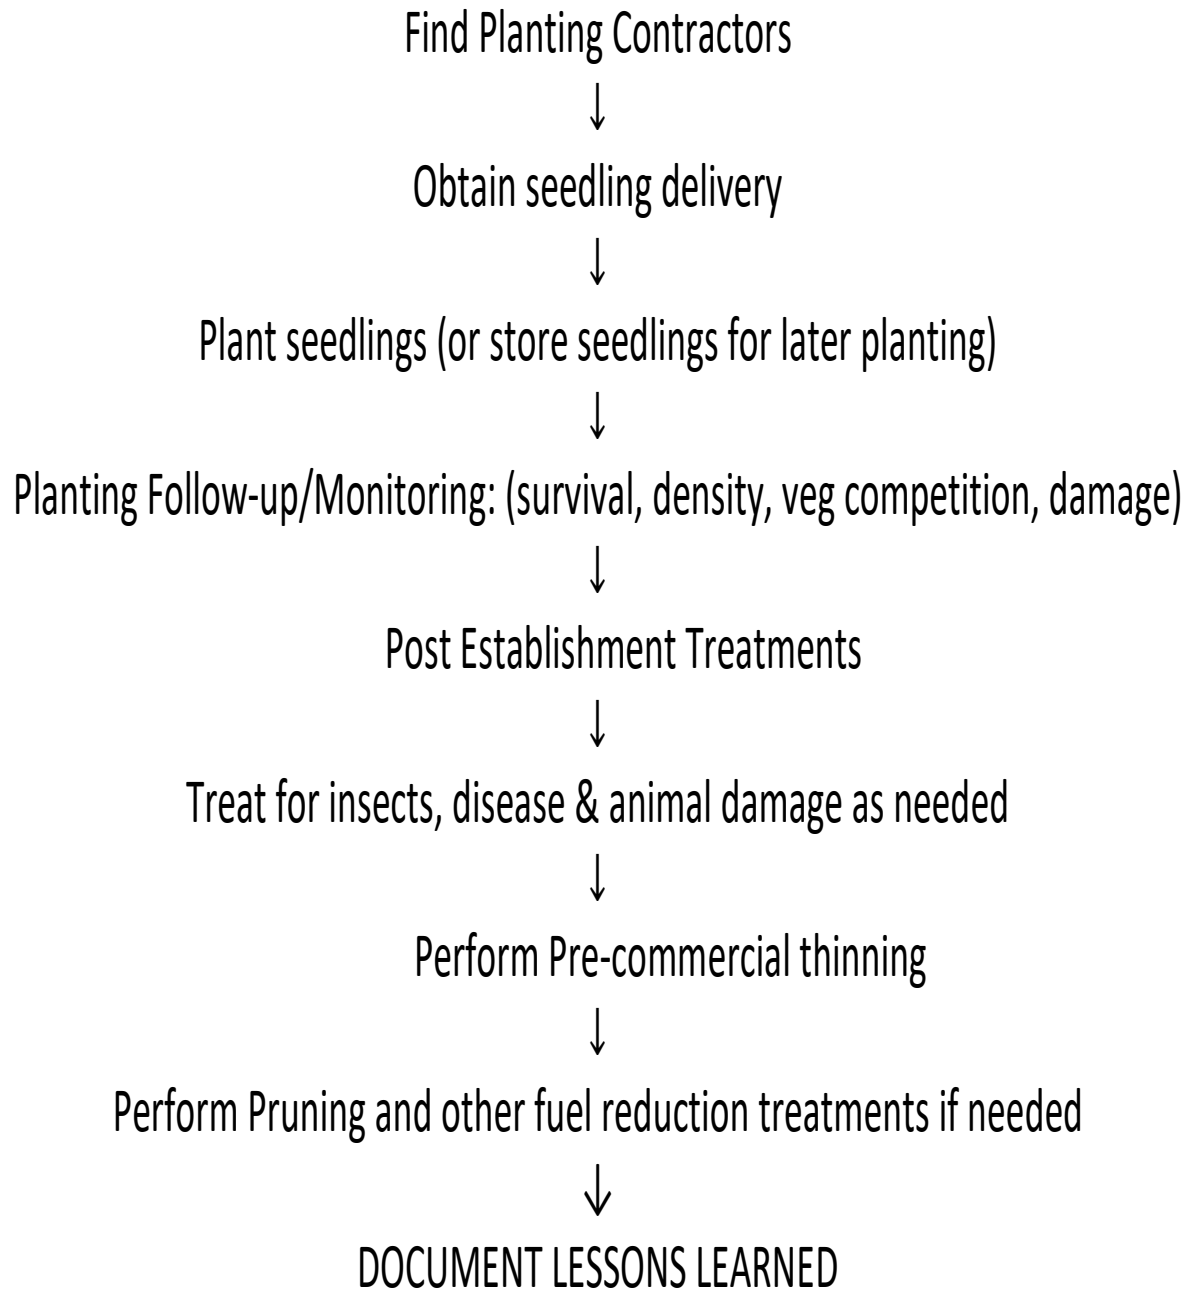 Find Planting Contractors
↓
Obtain seedling delivery
↓
Plant seedlings (or store seedlings for later planting)
↓
Planting Follow-up/Monitoring: (survival, density, veg competition, damage)
↓
Post Establishment Treatments
↓
Treat for insects, disease & animal damage as needed
↓
Perform Pre-commercial thinning
↓
Perform Pruning and other fuel reduction treatments if needed
↓
DOCUMENT LESSONS LEARNED